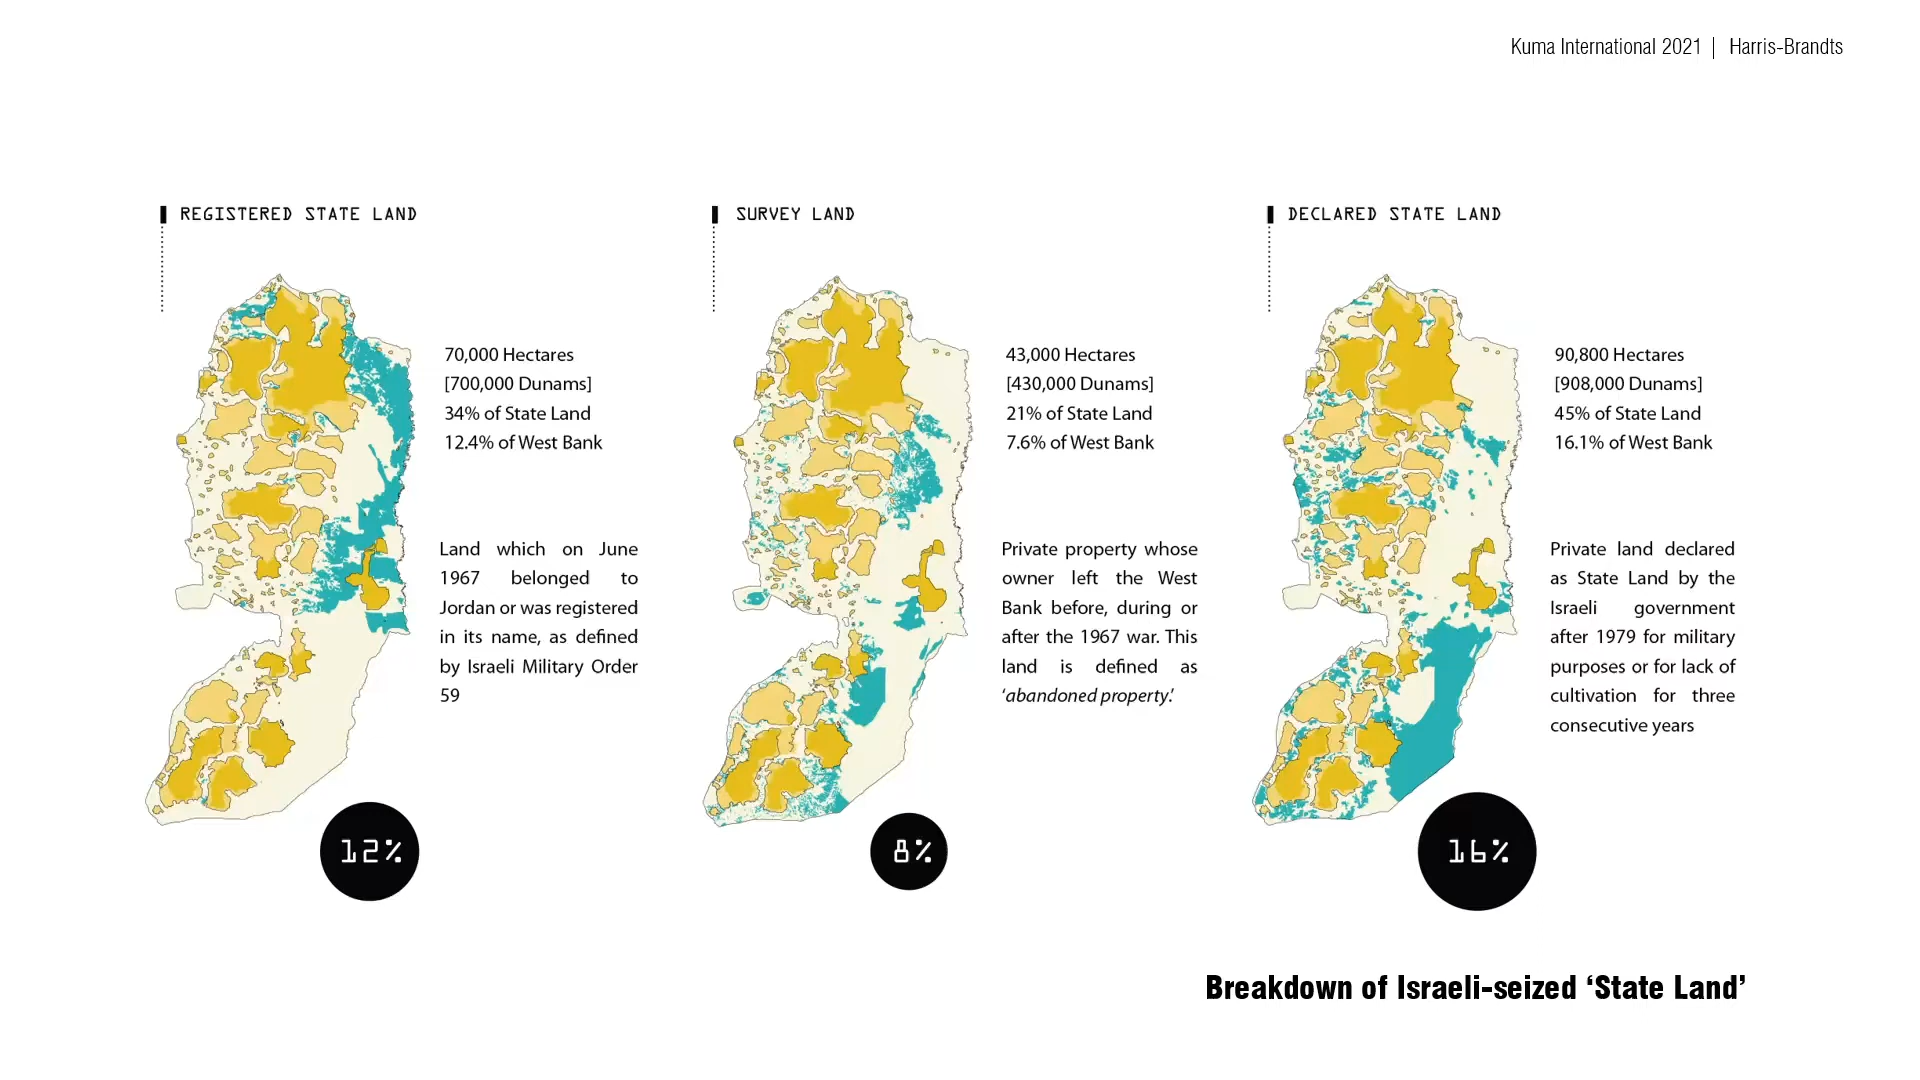 Kuma International 2021 | Harris-Brandts
REGISTERED STATE LAND
70,000 Hectares
[700,000 Dunams]
34% of State Land
12.4% of West Bank
Land which on June
1967 belonged to
Jordan or was registered
in its name, as defined
by Israeli Military Order
59
12%
SURVEY LAND
43,000 Hectares
[430,000 Dunams]
21% of State Land
7.6% of West Bank
Private property whose
owner left the West
Bank before, during or
after the 1967 war. This
land is defined as
‘abandoned property.’
8%
DECLARED STATE LAND
90,800 Hectares
[908,000 Dunams]
45% of State Land
16.1% of West Bank
Private land declared
as State Land by the
Israeli government
after 1979 for military
purposes or for lack of
cultivation for three
consecutive years
16%
Breakdown of Israeli-seized ‘State Land’